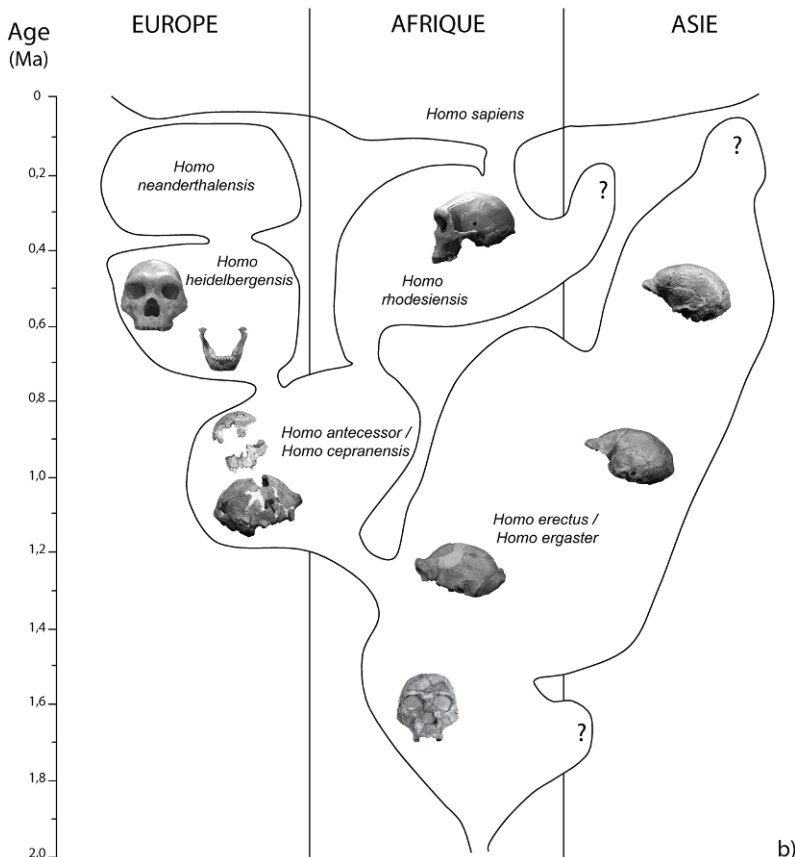 EUROPE
AFRIQUE
ASIE
Age
(Ma)
0
Homo sapiens
?
Homo
neanderthalensis
0,2
?
0,4
Homo
heidelbergensis
Homo
rhodesiensis
0,6
0,8
Homo antecessor /
Homo cepranensis
1,0
Homo erectus /
Homo ergaster
1,2
1,4
1,6
?
1,8
2.0
b)